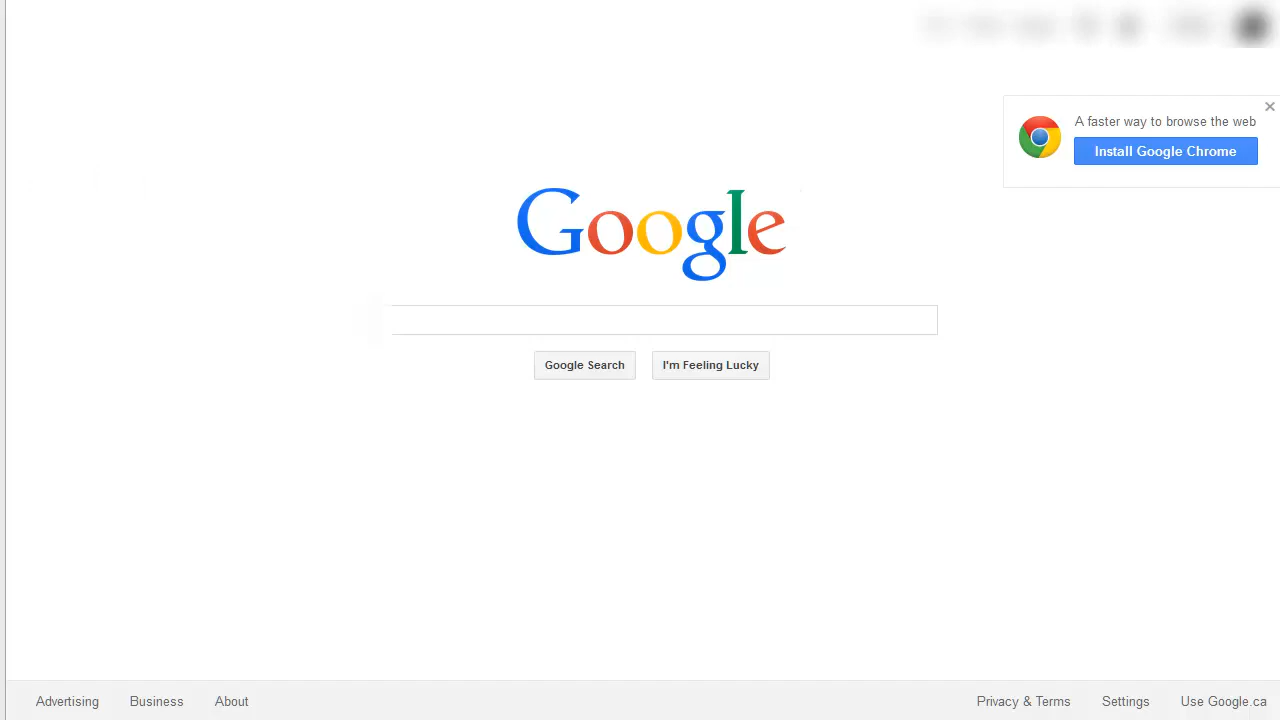 A faster way to browse the web
Install Google Chrome
Google
Google Search
I'm Feeling Lucky
Advertising
Business
About
Privacy & Terms
Settings
Use Google.ca